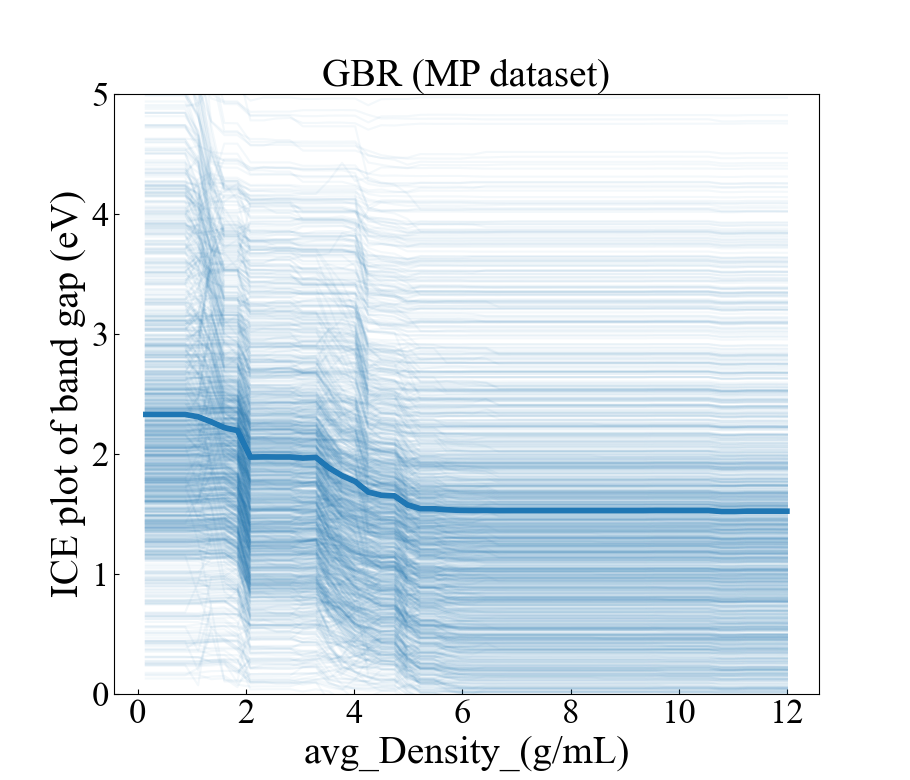 GBR (MP dataset)
ICE plot of band gap (eV)
5
4
3
2
1
0
0 2 4 6 8 10 12
avg_Density_(g/mL)